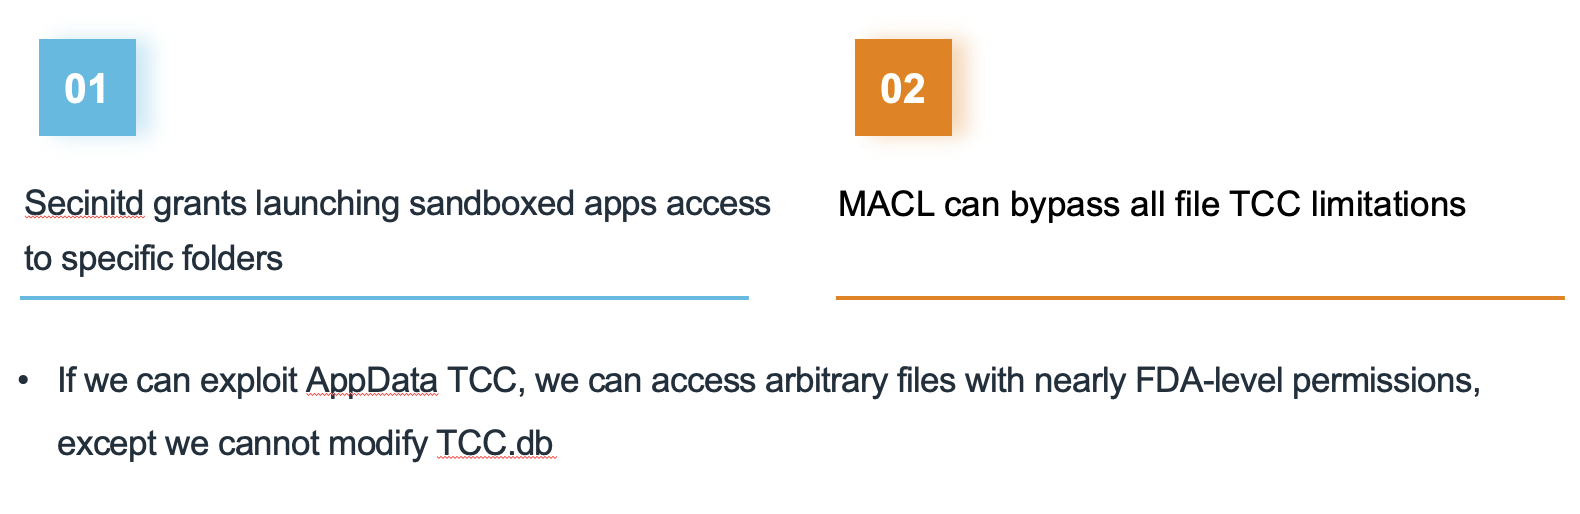 01
Secinitd grants launching sandboxed apps access
to specific folders
02
MACL can bypass all file TCC limitations
• If we can exploit AppData TCC, we can access arbitrary files with nearly FDA-level permissions,
except we cannot modify TCC.db